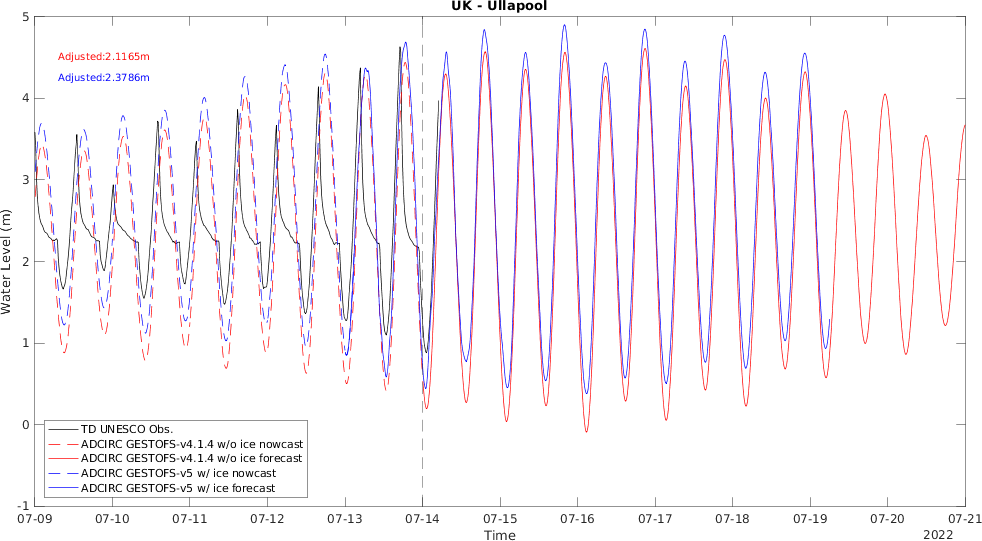 UK - Ullapool
5
4
3
2
1
0
-1
Water Level (m)
Adjusted:2.1165m
Adjusted:2.3786m
TD UNESCO Obs.
ADCIRC GESTOFS-v4.1.4 w/o ice nowcast
ADCIRC GESTOFS-v4.1.4 w/o ice forecast
ADCIRC GESTOFS-v5 w/ ice nowcast
ADCIRC GESTOFS-v5 w/ ice forecast
07-09 07-10 07-11 07-12 07-13 07-14 07-15 07-16 07-17 07-18 07-19 07-20 07-21
Time
2022